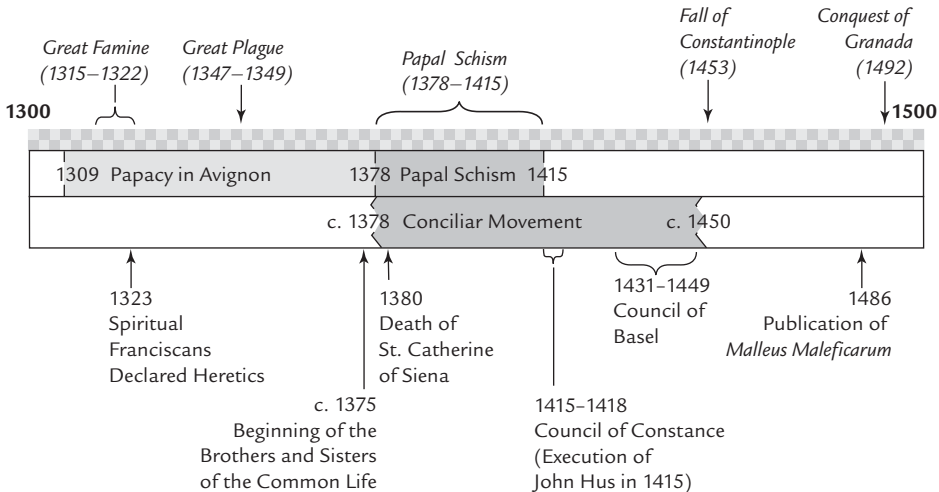 Great Famine
(1315–1322)
Great Plague
(1347–1349)
Papal Schism
(1378–1415)
Fall of
Constantinople
(1453)
Conquest of
Granada
(1492)
1300
1500
1309 Papacy in Avignon
1378 Papal Schism 1415
c. 1378 Conciliar Movement c. 1450
1323
Spiritual
Franciscans
Declared Heretics
c. 1375
Beginning of the
Brothers and Sisters
of the Common Life
1380
Death of
St. Catherine
of Siena
1415–1418
Council of Constance
(Execution of
John Hus in 1415)
1431–1449
Council of
Basel
1486
Publication of
Malleus Maleficarum